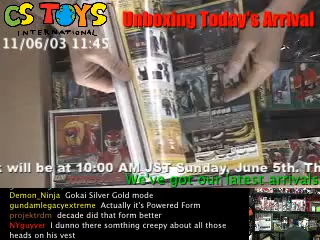 CS TOYS
INTERNATIONAL
Unboxing Today's Arrival
11/06/03 11:45
k will be at 10:00 AM JST Sunday, June 5th. Th
We've got our latest arrivals
Demon_Ninja Gokai Silver Gold mode
gundamlegacyextreme Actually it's Powered Form
projektrdm decade did that form better
NYguyver I dunno there somthing creepy about all those
heads on his vest